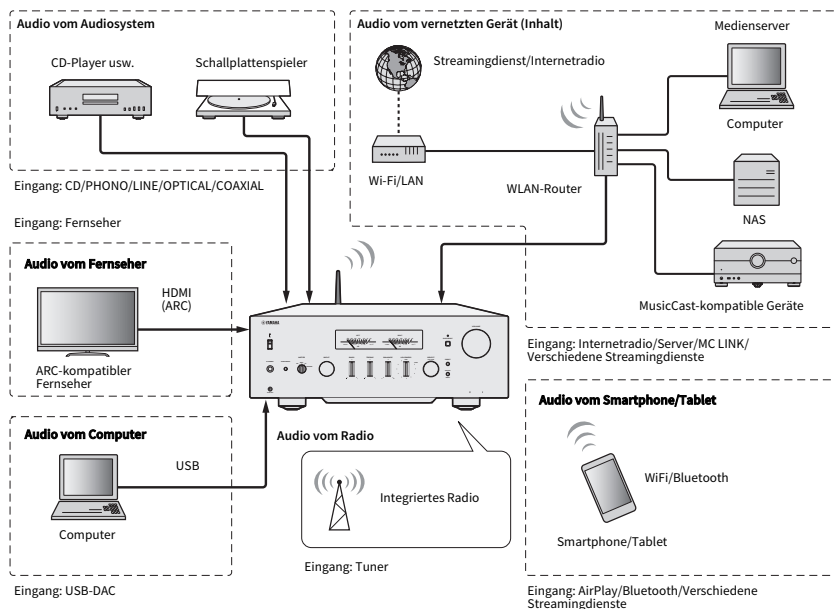 Audio vom Audiosystem
CD-Player usw.
Schallplattenspieler
Eingang: CD/PHONO/LINE/OPTICAL/COAXIAL
Audio vom vernetzten Gerät (Inhalt)
Streamingdienst/Internetradio
Wi-Fi/LAN
WLAN-Router
Medienserver
Computer
NAS
MusicCast-kompatible Geräte
Eingang: Internetradio/Server/MC LINK/
Verschiedene Streamingdienste
Eingang: Fernseher
Audio vom Fernseher
HDMI
(ARC)
ARC-kompatibler
Fernseher
YAMAHA
Audio vom Computer
USB
Computer
Eingang: USB-DAC
Audio vom Radio
Integriertes Radio
Eingang: Tuner
Audio vom Smartphone/Tablet
WiFi/Bluetooth
Smartphone/Tablet
Eingang: AirPlay/Bluetooth/Verschiedene
Streamingdienste